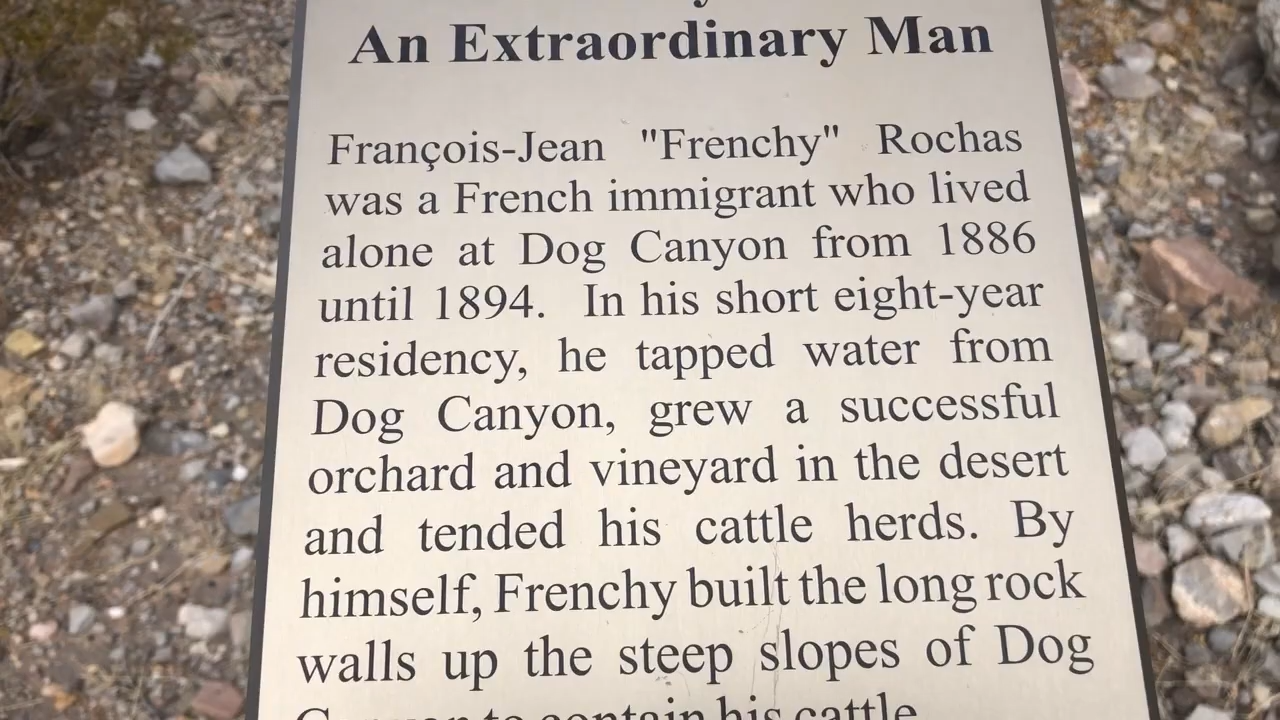 An Extraordinary Man
François-Jean "Frenchy" Rochas
was a French immigrant who lived
alone at Dog Canyon from 1886
until 1894. In his short eight-year
residency, he tapped water from
Dog Canyon, grew a successful
orchard and vineyard in the desert
and tended his cattle herds. By
himself, Frenchy built the long rock
walls up the steep slopes of Dog
Canyon to contain his cattle.